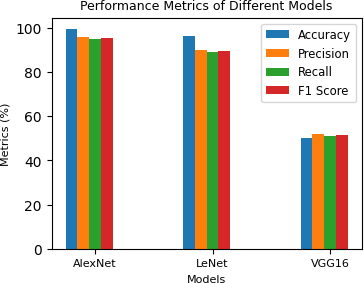 Performance Metrics of Different Models
Metrics (%)
100
80
60
40
20
0
Accuracy
Precision
Recall
F1 Score
AlexNet
LeNet
VGG16
Models